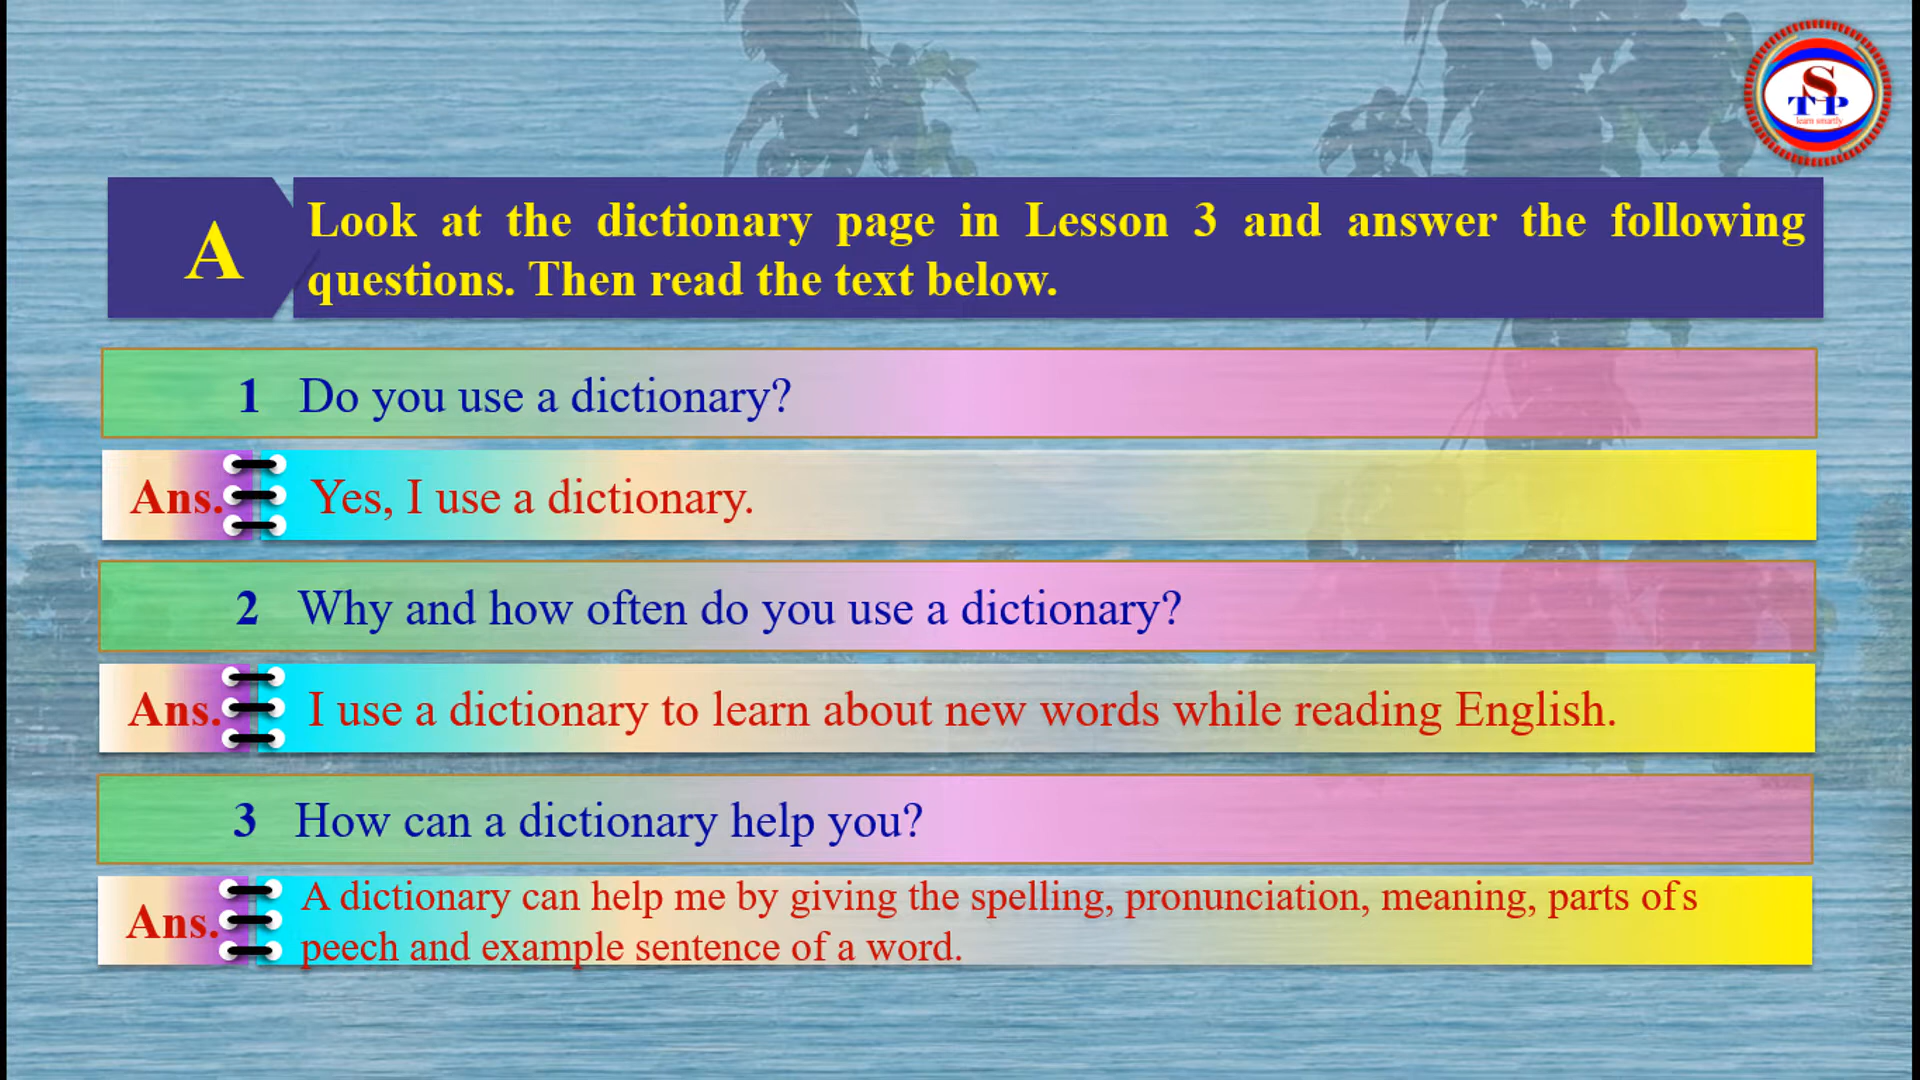 S
TP
learn smartly
A
Look at the dictionary page in Lesson 3 and answer the following
questions. Then read the text below.
1 Do you use a dictionary?
Ans. Yes, I use a dictionary.
2 Why and how often do you use a dictionary?
Ans. I use a dictionary to learn about new words while reading English.
3 How can a dictionary help you?
Ans. A dictionary can help me by giving the spelling, pronunciation, meaning, parts of s
peech and example sentence of a word.